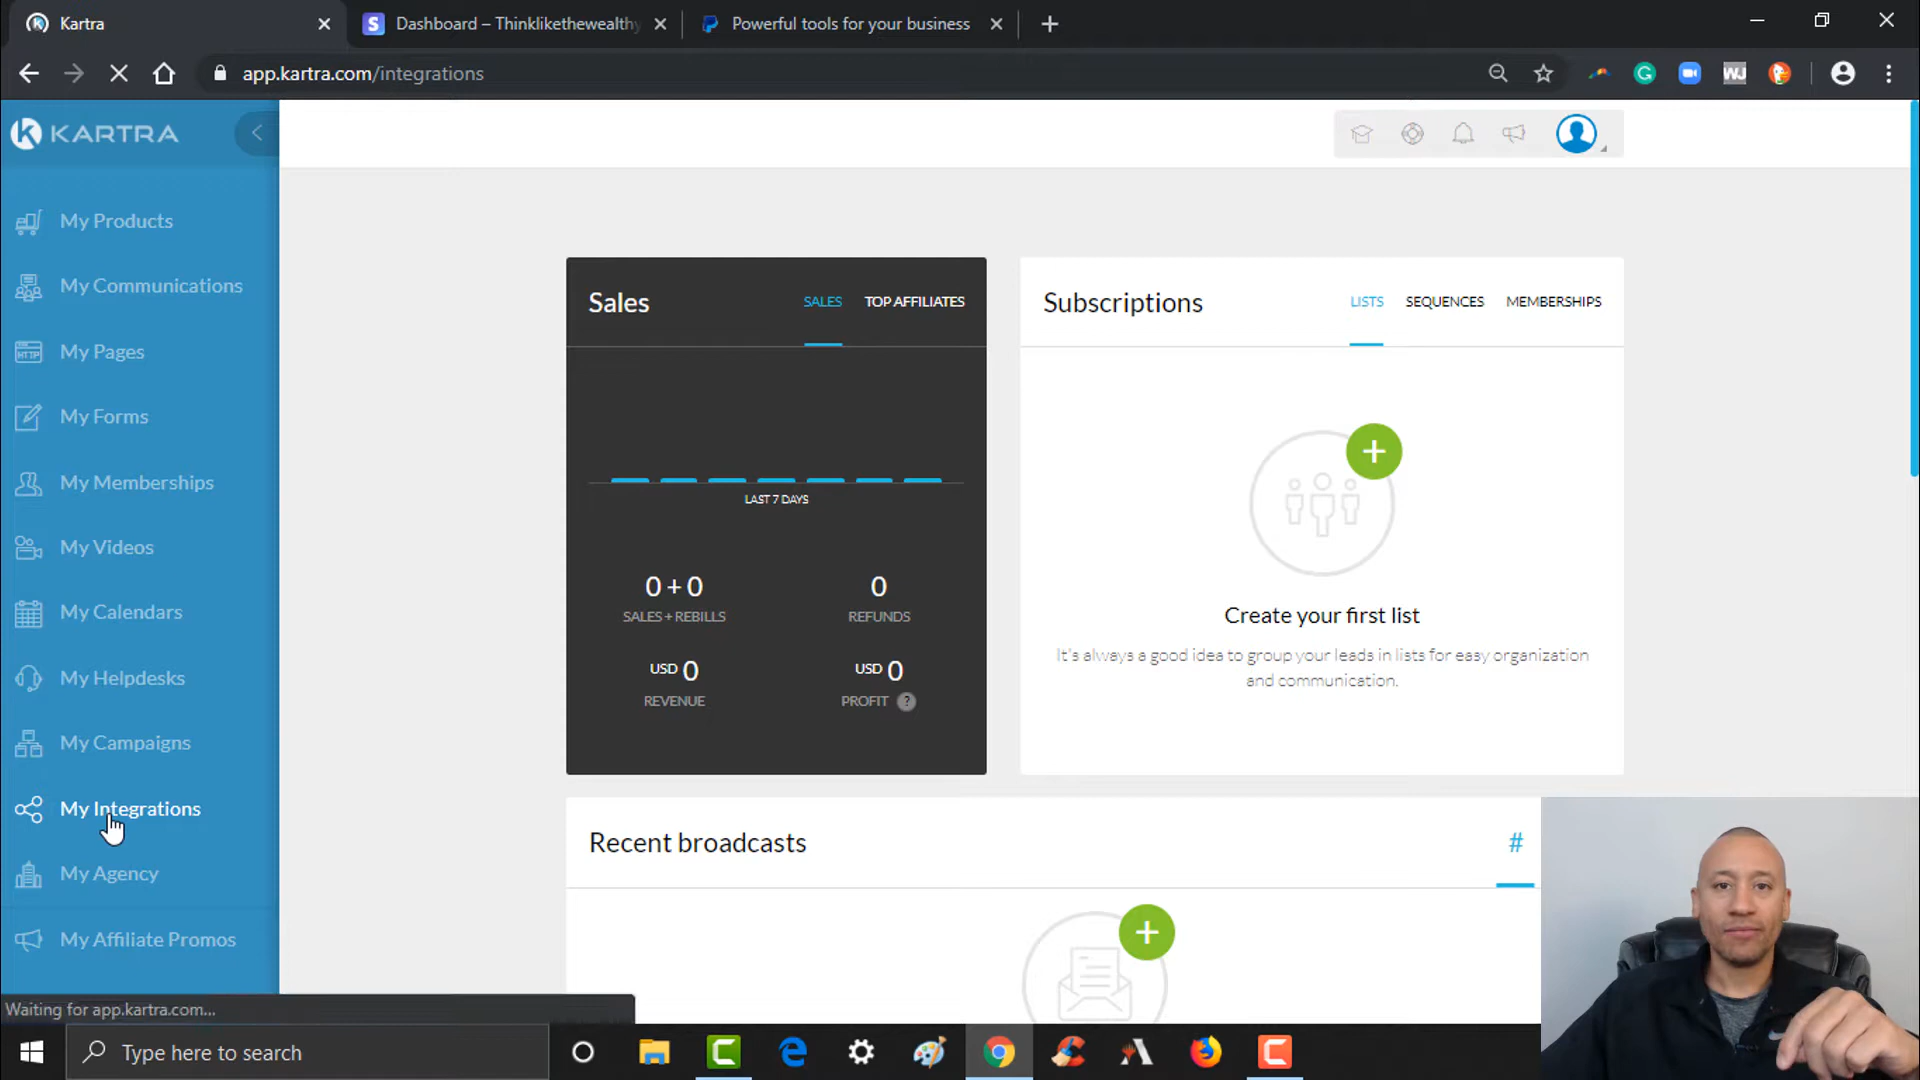 Kartra
Dashboard – Thinklikethewealthy
Powerful tools for your business
app.kartra.com/integrations
WJ
KARTRA
My Products
My Communications
My Pages
HTTP
My Forms
My Memberships
My Videos
My Calendars
My Helpdesks
My Campaigns
My Integrations
My Agency
My Affiliate Promos
Sales
SALES
TOP AFFILIATES
LAST 7 DAYS
0 + 0
SALES + REBILLS
0
REFUNDS
USD 0
REVENUE
USD 0
PROFIT ?
Subscriptions
LISTS
SEQUENCES
MEMBERSHIPS
Create your first list
It's always a good idea to group your leads in lists for easy organization
and communication.
Recent broadcasts
#
Waiting for app.kartra.com...
Type here to search